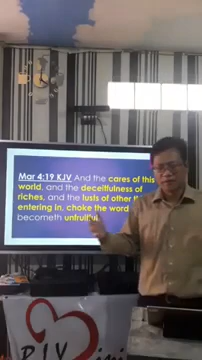 Mar 4:19 KJV And the cares of this
world, and the deceitfulness of
riches, and the lusts of other
entering in, choke the word
becometh unfruitful
PJV